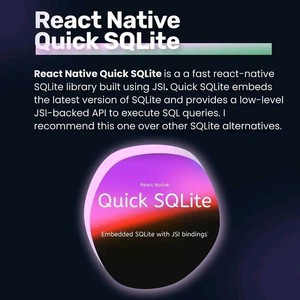 React Native
Quick SQLite
React Native Quick SQLite is a a fast react-native
SQLite library built using JSI. Quick SQLite embeds
the latest version of SQLite and provides a low-level
JSI-backed API to execute SQL queries. I
recommend this one over other SQLite alternatives.
React Native
Quick SQLite
Embedded SQLite with JSI bindings